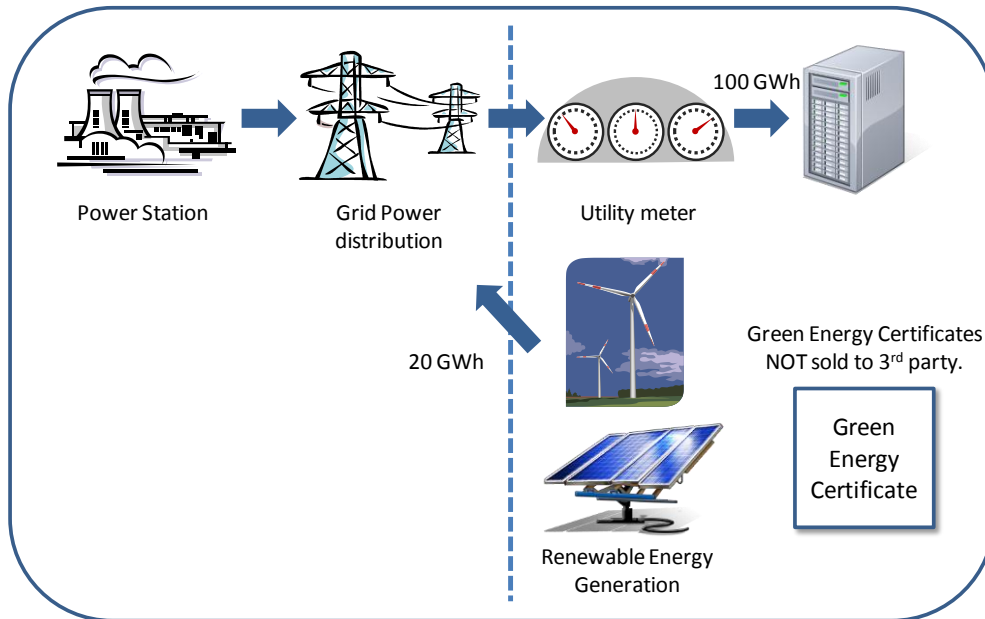 100 GWh
Power Station
Grid Power
distribution
Utility meter
20 GWh
Green Energy Certificates
NOT sold to 3rd party.
Green
Energy
Certificate
Renewable Energy
Generation